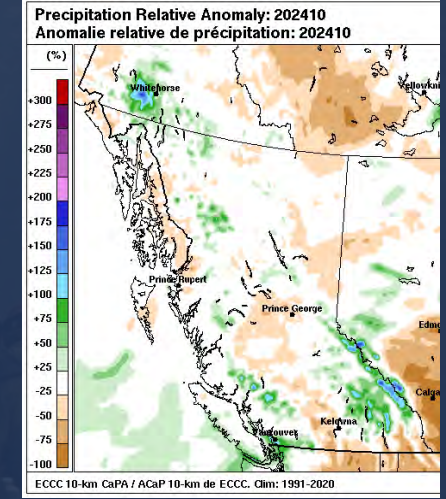 Precipitation Relative Anomaly: 202410
Anomalie relative de précipitation: 202410
(%)
+300
+275
+250
+225
+200
+175
+150
+125
+100
+75
+50
+25
-25
-50
-75
-100
Whitehorse
Yellowkni
Prince Rupert
Prince George
Edmo
Calga
Kelowna
Vancouver
ECCC 10-km CaPA / ACaP 10-km de ECCC. Clim: 1991-2020